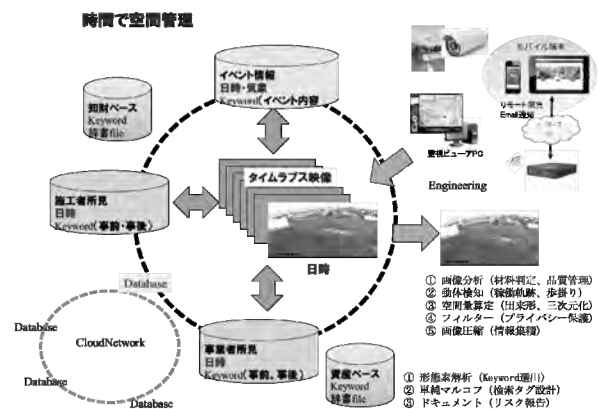 時間で空間管理
イベント情報
日時・気象
Keyword(イベント内容
知財ベース
Keyword
辞書file
モバイル端末
リモート閲覧
Email通知
監視ビューアPC
Engineering
タイムラプス映像
日時
施工者所見
日時
Keyword(事前・事後)
Database
① 画像分析(材料判定、品質管理)
② 動体検知(稼働軌跡、歩掛り)
③ 空間量算定(出来形、三次元化)
④ フィルター(プライバシー保護)
⑤ 画像圧縮(情報集積)
Database
CloudNetwork
Database
Database
事業者所見
日時
Keyword(事前、事後)
資産ベース
Keyword
辞書file
① 形態素解析(Keyword選出)
② 単純マルコフ(検索タグ設計)
③ ドキュメント(リスク報告)